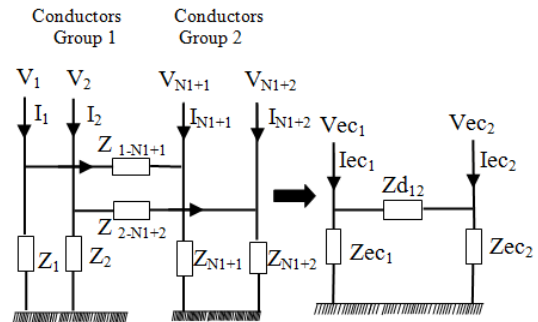 Conductors Group 1
Conductors Group 2
V1 V2 VN1+1 VN1+2
I1 I2 IN1+1 IN1+2
Vec1 Vec2
Z 1-N1+1
Iec1 Iec2
Zd12
Z 2-N1+2
Z1 Z2 ZN1+1 ZN1+2
Zec1 Zec2